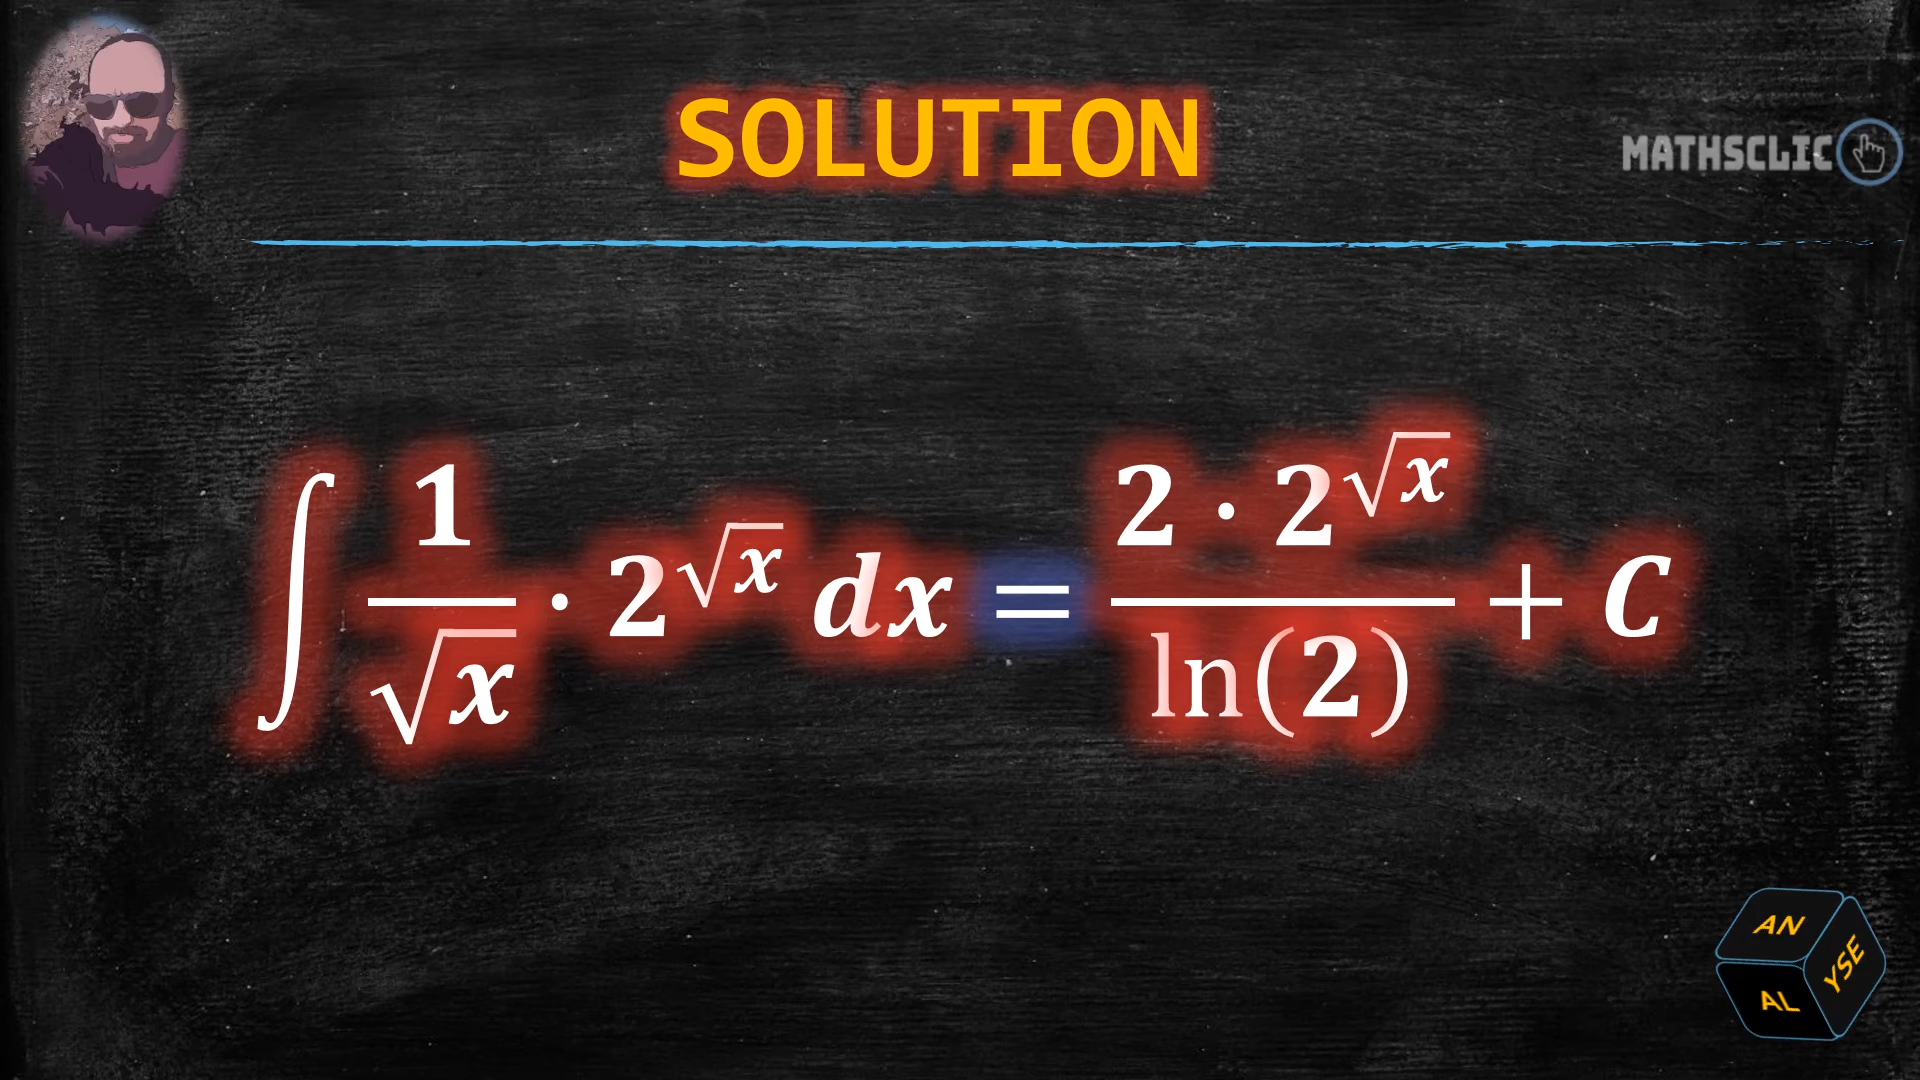 SOLUTION
MATHSCLIC
∫ 1/√x · 2^√x dx = 2 · 2^√x / ln(2) + C
AN
AL
YSE